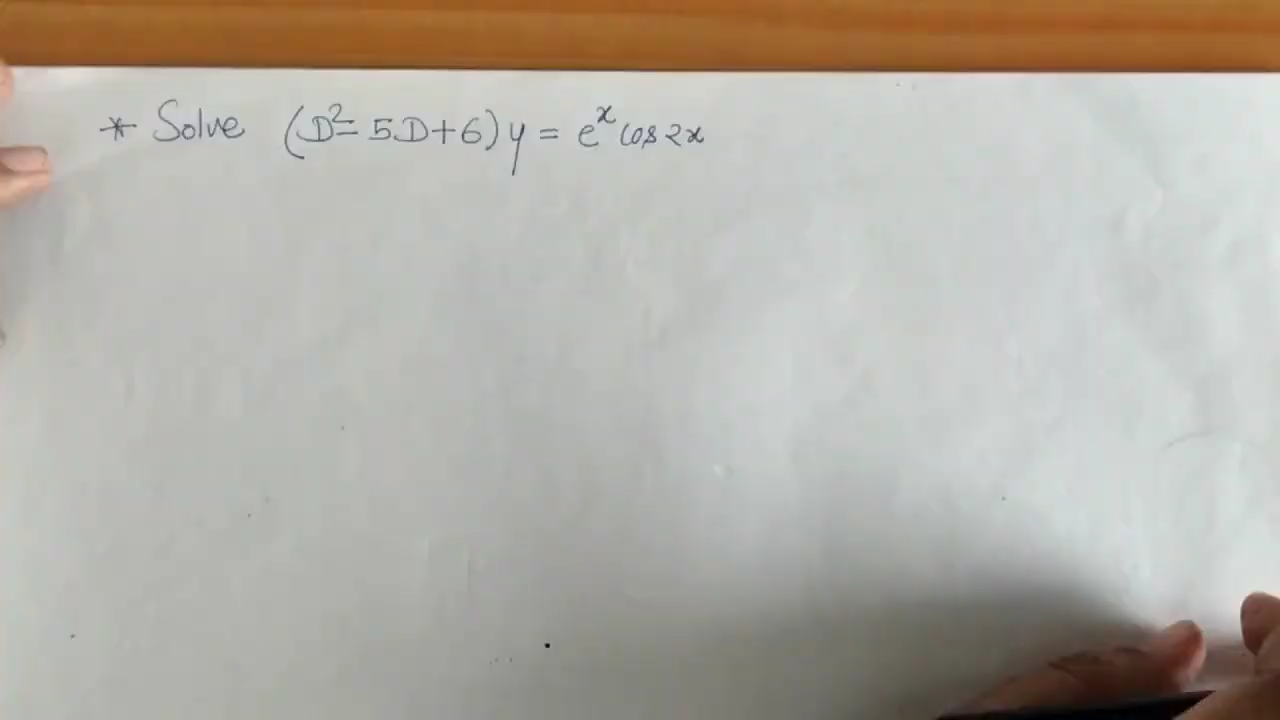 * Solve (D²- 5D+6) y = eˣ cos 2x